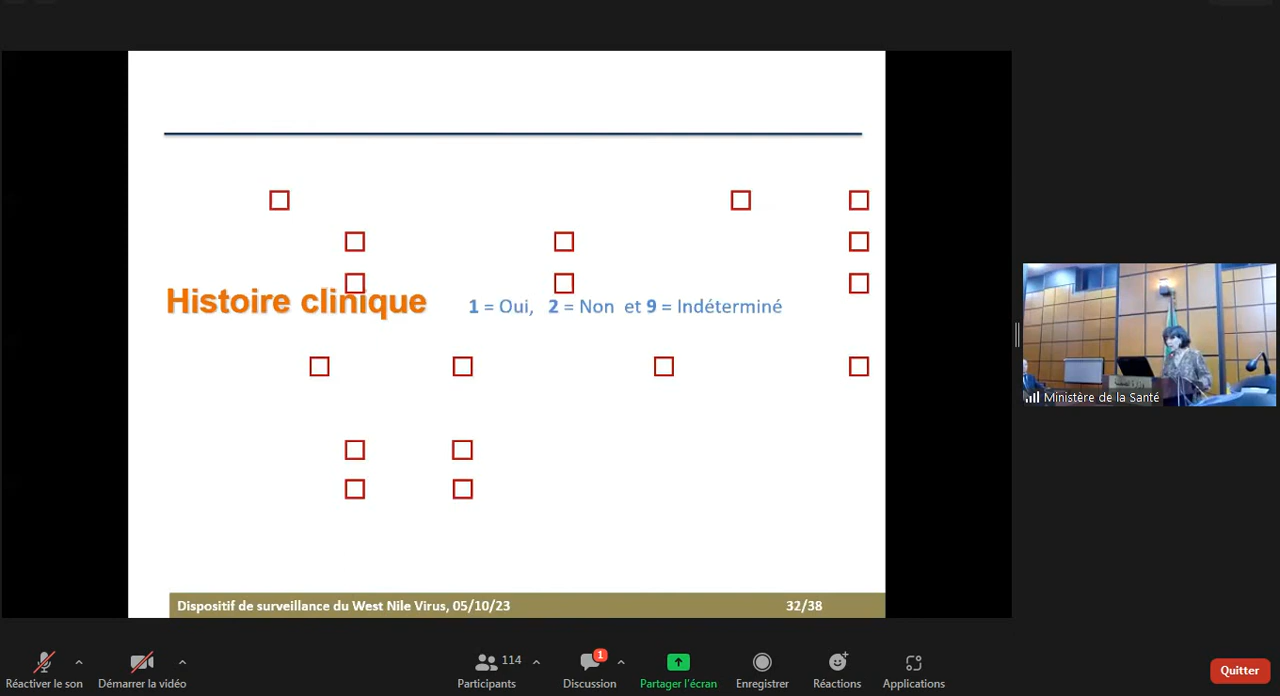 Histoire clinique 1 = Oui, 2 = Non et 9 = Indéterminé
Dispositif de surveillance du West Nile Virus, 05/10/23 32/38
Ministère de la Santé
Réactiver le son
Démarrer la vidéo
Participants 114
Discussion 1
Partager l'écran
Enregistrer
Réactions
Applications
Quitter